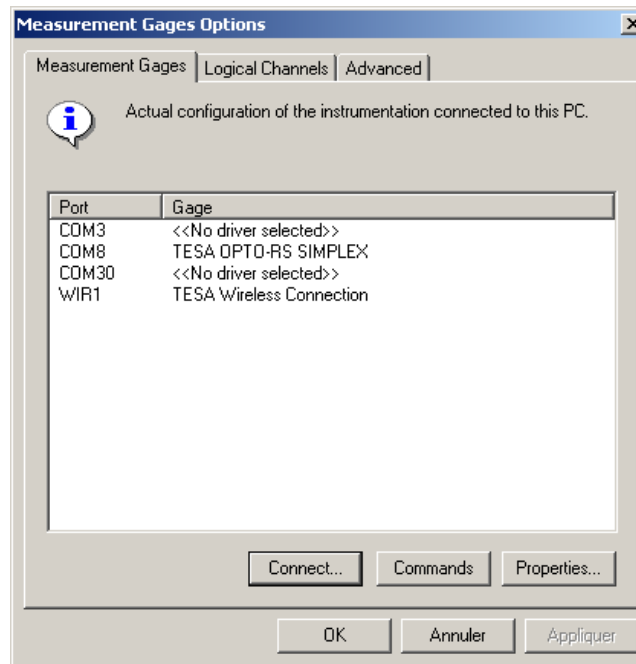 Measurement Gages Options
Measurement Gages Logical Channels Advanced
Actual configuration of the instrumentation connected to this PC.
Port Gage
COM3 <<No driver selected>>
COM8 TESA OPTO-RS SIMPLEX
COM30 <<No driver selected>>
WIR1 TESA Wireless Connection
Connect... Commands Properties...
OK Annuler Appliquer